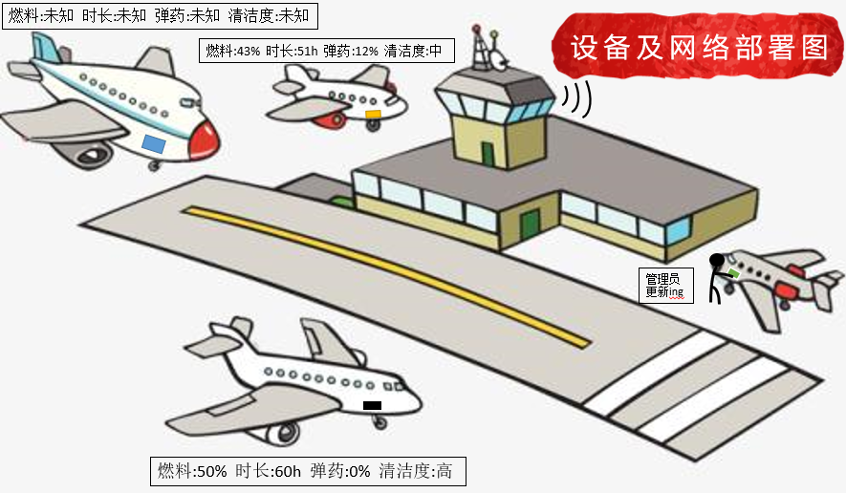 燃料:未知 时长:未知 弹药:未知 清洁度:未知
设备及网络部署图
燃料:43% 时长:51h 弹药:12% 清洁度:中
管理员
更新ing
燃料:50% 时长:60h 弹药:0% 清洁度:高